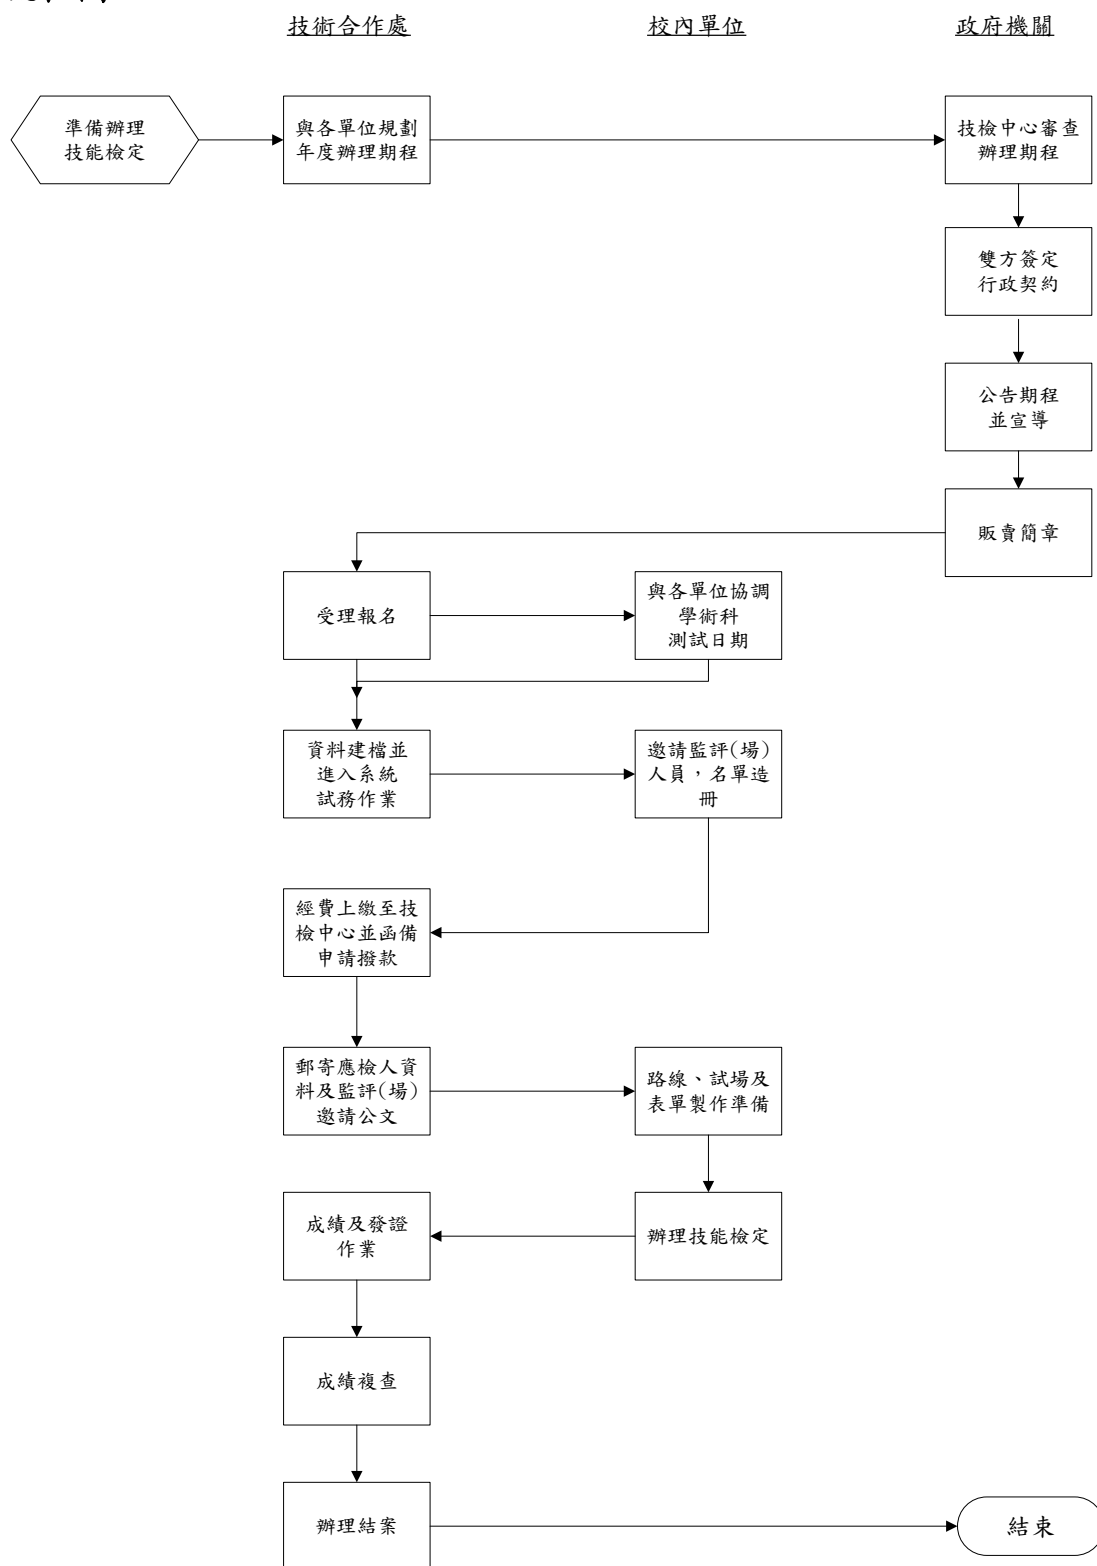 技術合作處
校內單位
政府機關
準備辦理
技能檢定
與各單位規劃
年度辦理期程
技檢中心審查
辦理期程
雙方簽定
行政契約
公告期程
並宣導
販賣簡章
受理報名
與各單位協調
學術科
測試日期
資料建檔並
進入系統
試務作業
邀請監評(場)
人員，名單造
冊
經費上繳至技
檢中心並函備
申請撥款
郵寄應檢人資
料及監評(場)
邀請公文
路線、試場及
表單製作準備
成績及發證
作業
辦理技能檢定
成績複查
辦理結案
結束